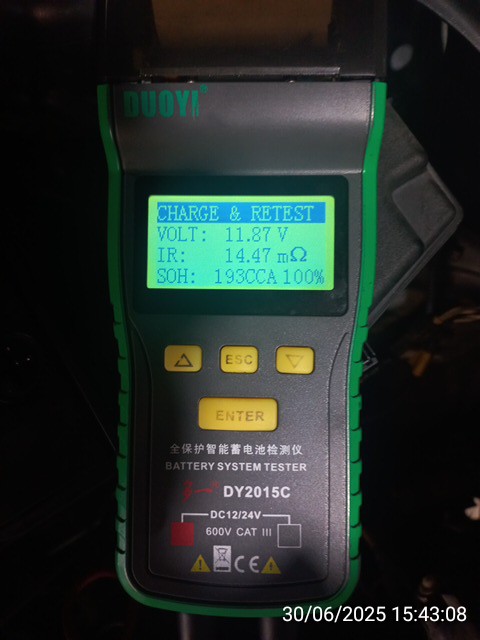 DUOYI
CHARGE & RETEST
VOLT: 11.87 V
IR: 14.47 mΩ
SOH: 193CCA 100%
ESC
ENTER
全保护智能蓄电池检测仪
BATTERY SYSTEM TESTER
DY2015C
DC12/24V
600V CAT III
CE
30/06/2025 15:43:08